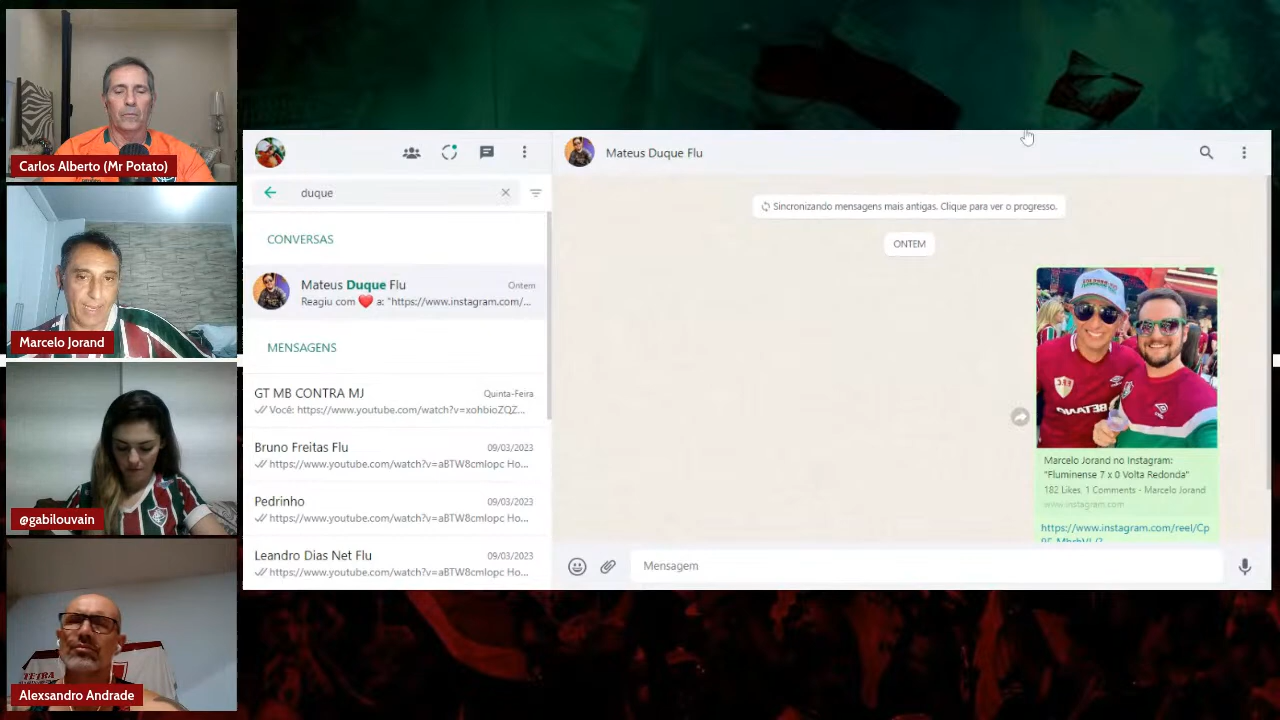 Carlos Alberto (Mr Potato)
Marcelo Jorand
@gabilouvain
TETRA
Alexsandro Andrade
duque
CONVERSAS
Mateus Duque Flu
Ontem
Reagiu com ❤️ a: "https://www.instagram.com/...
MENSAGENS
GT MB CONTRA MJ
Quinta-Feira
Você: https://www.youtube.com/watch?v=xohbioZQZ...
Bruno Freitas Flu
09/03/2023
https://www.youtube.com/watch?v=aBTW8cmlopc Ho...
Pedrinho
09/03/2023
https://www.youtube.com/watch?v=aBTW8cmlopc Ho...
Leandro Dias Net Flu
09/03/2023
https://www.youtube.com/watch?v=aBTW8cmlopc Ho...
Mateus Duque Flu
Sincronizando mensagens mais antigas. Clique para ver o progresso.
ONTEM
BETANO
Marcelo Jorand no Instagram:
"Fluminense 7 x 0 Volta Redonda"
182 Likes, 1 Comments - Marcelo Jorand
www.instagram.com
https://www.instagram.com/reel/Cp
Mensagem